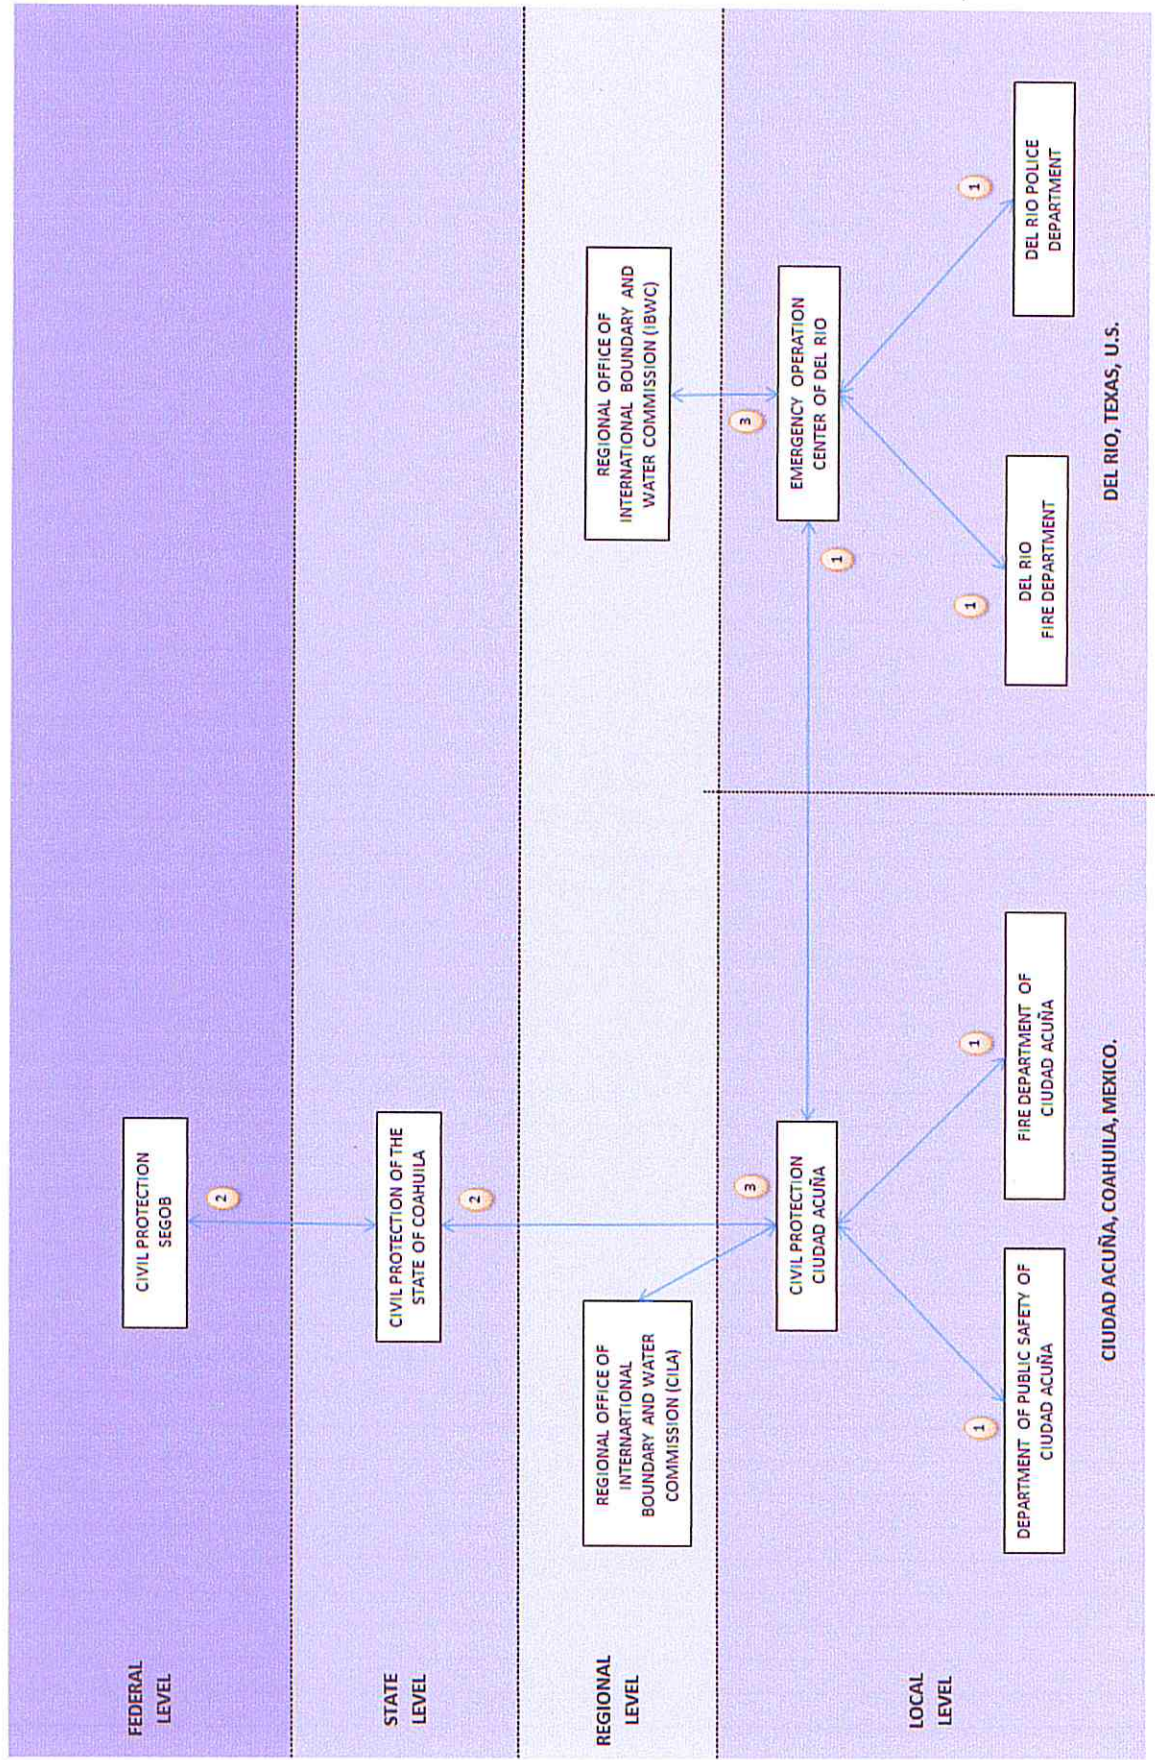 FEDERAL
LEVEL
CIVIL PROTECTION
SEGOB
2
STATE
LEVEL
CIVIL PROTECTION OF THE
STATE OF COAHUILA
2
REGIONAL
LEVEL
REGIONAL OFFICE OF
INTERNARTIONAL
BOUNDARY AND WATER
COMMISSION (CILA)
REGIONAL OFFICE OF
INTERNATIONAL BOUNDARY AND
WATER COMMISSION (IBWC)
3
3
LOCAL
LEVEL
CIVIL PROTECTION
CIUDAD ACUÑA
1
EMERGENCY OPERATION
CENTER OF DEL RIO
1
1
1
1
DEPARTMENT OF PUBLIC SAFETY OF
CIUDAD ACUÑA
FIRE DEPARTMENT OF
CIUDAD ACUÑA
DEL RIO
FIRE DEPARTMENT
DEL RIO POLICE
DEPARTMENT
CIUDAD ACUÑA, COAHUILA, MEXICO.
DEL RIO, TEXAS, U.S.